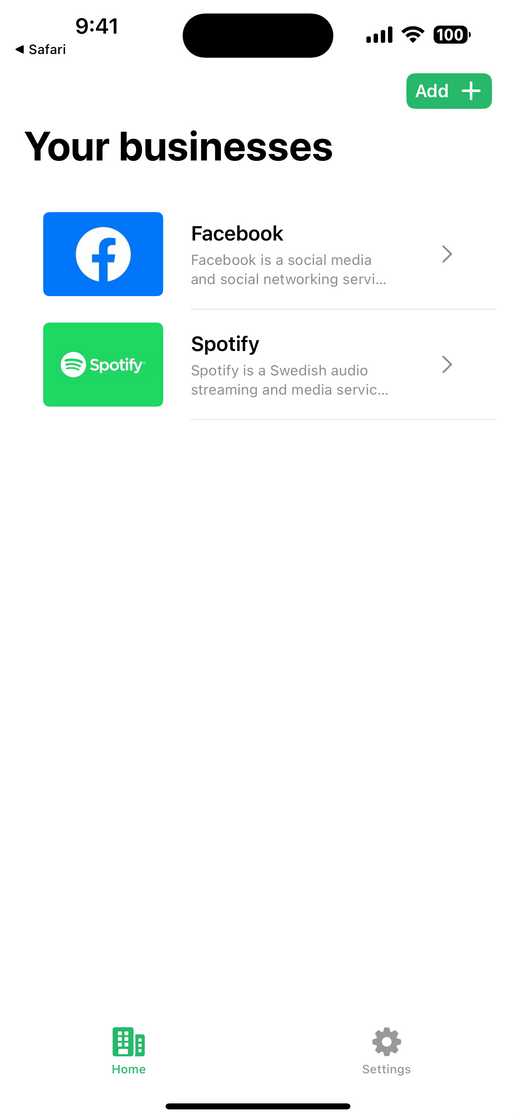 9:41
100
◀ Safari
Add +
Your businesses
Facebook
Facebook is a social media
and social networking servi...
Spotify
Spotify
Spotify is a Swedish audio
streaming and media servic...
Home
Settings